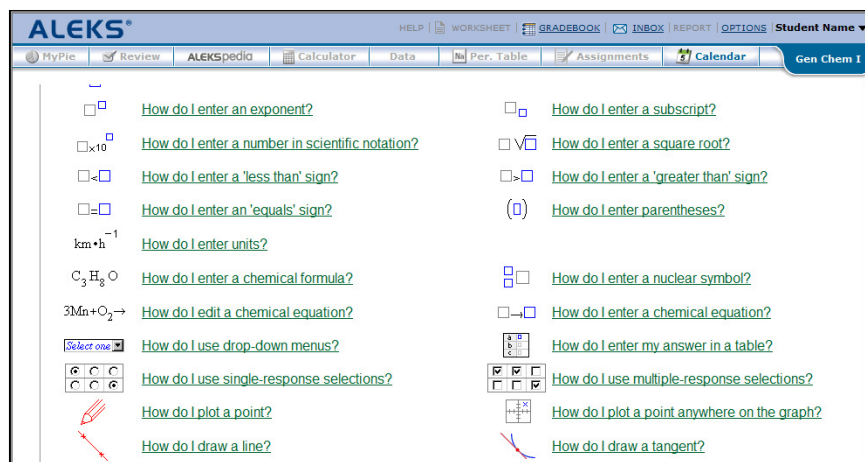 ALEKS®
HELP | WORKSHEET | GRADEBOOK | INBOX | REPORT | OPTIONS | Student Name
MyPie Review ALEKSpedia Calculator Data Na Per. Table Assignments 5 Calendar Gen Chem I
How do I enter an exponent? How do I enter a subscript?
□×10□ How do I enter a number in scientific notation? □√□ How do I enter a square root?
□<□ How do I enter a 'less than' sign? □>□ How do I enter a 'greater than' sign?
□=□ How do I enter an 'equals' sign? (□) How do I enter parentheses?
km•h⁻¹ How do I enter units?
C₃H₈O How do I enter a chemical formula? How do I enter a nuclear symbol?
3Mn+O₂→ How do I edit a chemical equation? □→□ How do I enter a chemical equation?
Select one How do I use drop-down menus? a b c How do I enter my answer in a table?
How do I use single-response selections? How do I use multiple-response selections?
How do I plot a point? How do I plot a point anywhere on the graph?
How do I draw a line? How do I draw a tangent?